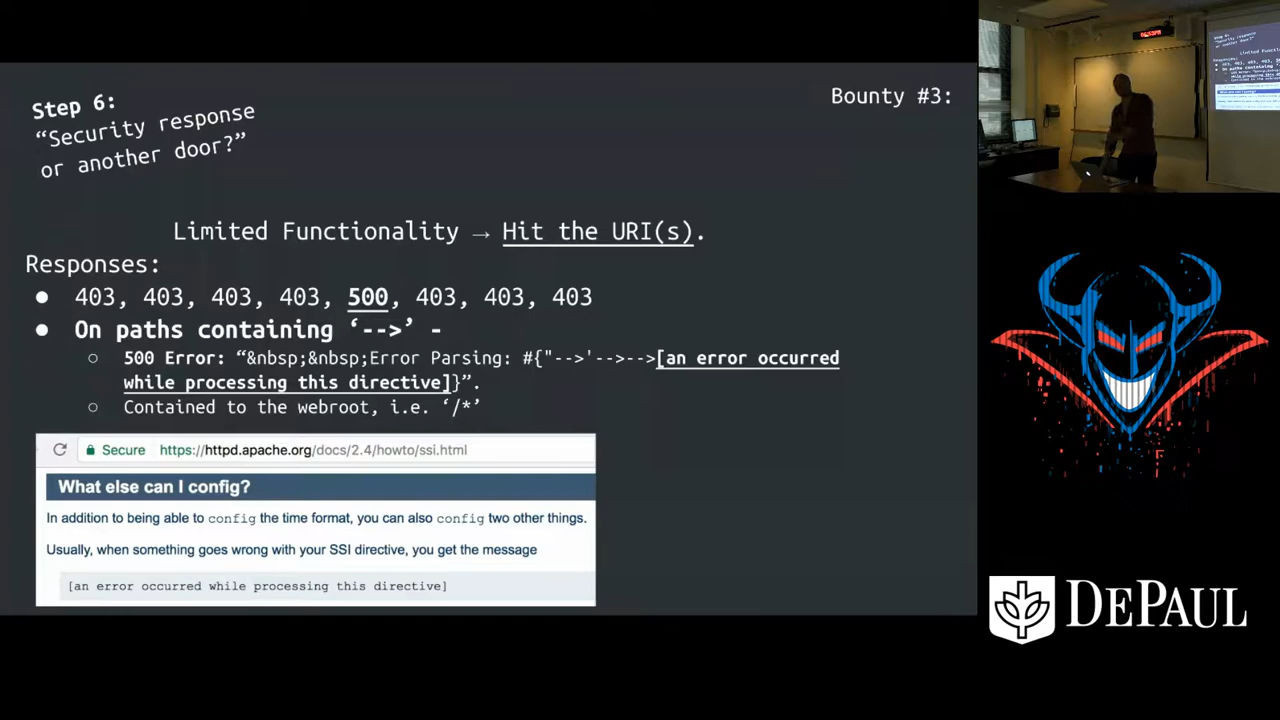 Step 6:
“Security response
or another door?”
Bounty #3:
Limited Functionality → Hit the URI(s).
Responses:
● 403, 403, 403, 403, 500, 403, 403, 403
● On paths containing ‘-->’ -
○ 500 Error: “&nbsp;&nbsp;Error Parsing: #{"-->'-->-->[an error occurred
while processing this directive]}”.
○ Contained to the webroot, i.e. ‘/*’
Secure https://httpd.apache.org/docs/2.4/howto/ssi.html
What else can I config?
In addition to being able to config the time format, you can also config two other things.
Usually, when something goes wrong with your SSI directive, you get the message
[an error occurred while processing this directive]
DEPAUL